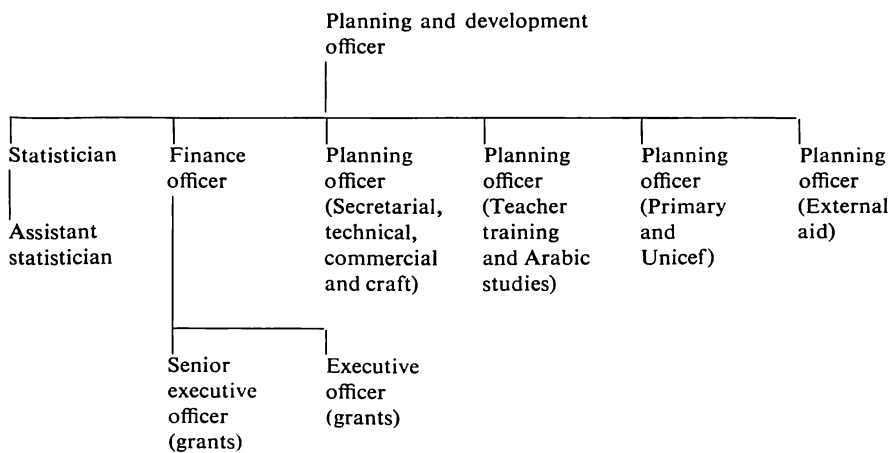 Planning and development
officer
Statistician
Assistant
statistician
Finance
officer
Senior
executive
officer
(grants)
Executive
officer
(grants)
Planning
officer
(Secretarial,
technical,
commercial
and craft)
Planning
officer
(Teacher
training
and Arabic
studies)
Planning
officer
(Primary
and
Unicef)
Planning
officer
(External
aid)